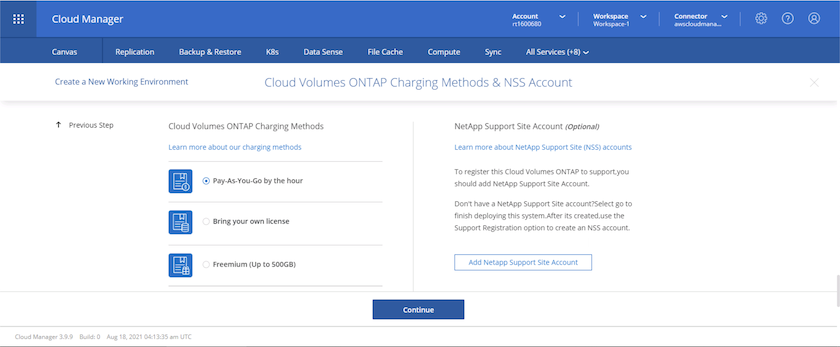 Cloud Manager
Account
rt1600680
Workspace
Workspace-1
Connector
awscloudmana...
Canvas
Replication
Backup & Restore
K8s
Data Sense
File Cache
Compute
Sync
All Services (+8)
Create a New Working Environment
Cloud Volumes ONTAP Charging Methods & NSS Account
Previous Step
Cloud Volumes ONTAP Charging Methods
Learn more about our charging methods
Pay-As-You-Go by the hour
Bring your own license
Freemium (Up to 500GB)
NetApp Support Site Account (Optional)
Learn more about NetApp Support Site (NSS) accounts
To register this Cloud Volumes ONTAP to support,you
should add NetApp Support Site Account.
Don't have a NetApp Support Site account?Select go to
finish deploying this system.After its created,use the
Support Registration option to create an NSS account.
Add Netapp Support Site Account
Continue
Cloud Manager 3.9.9 Build: 0 Aug 18, 2021 04:13:35 am UTC